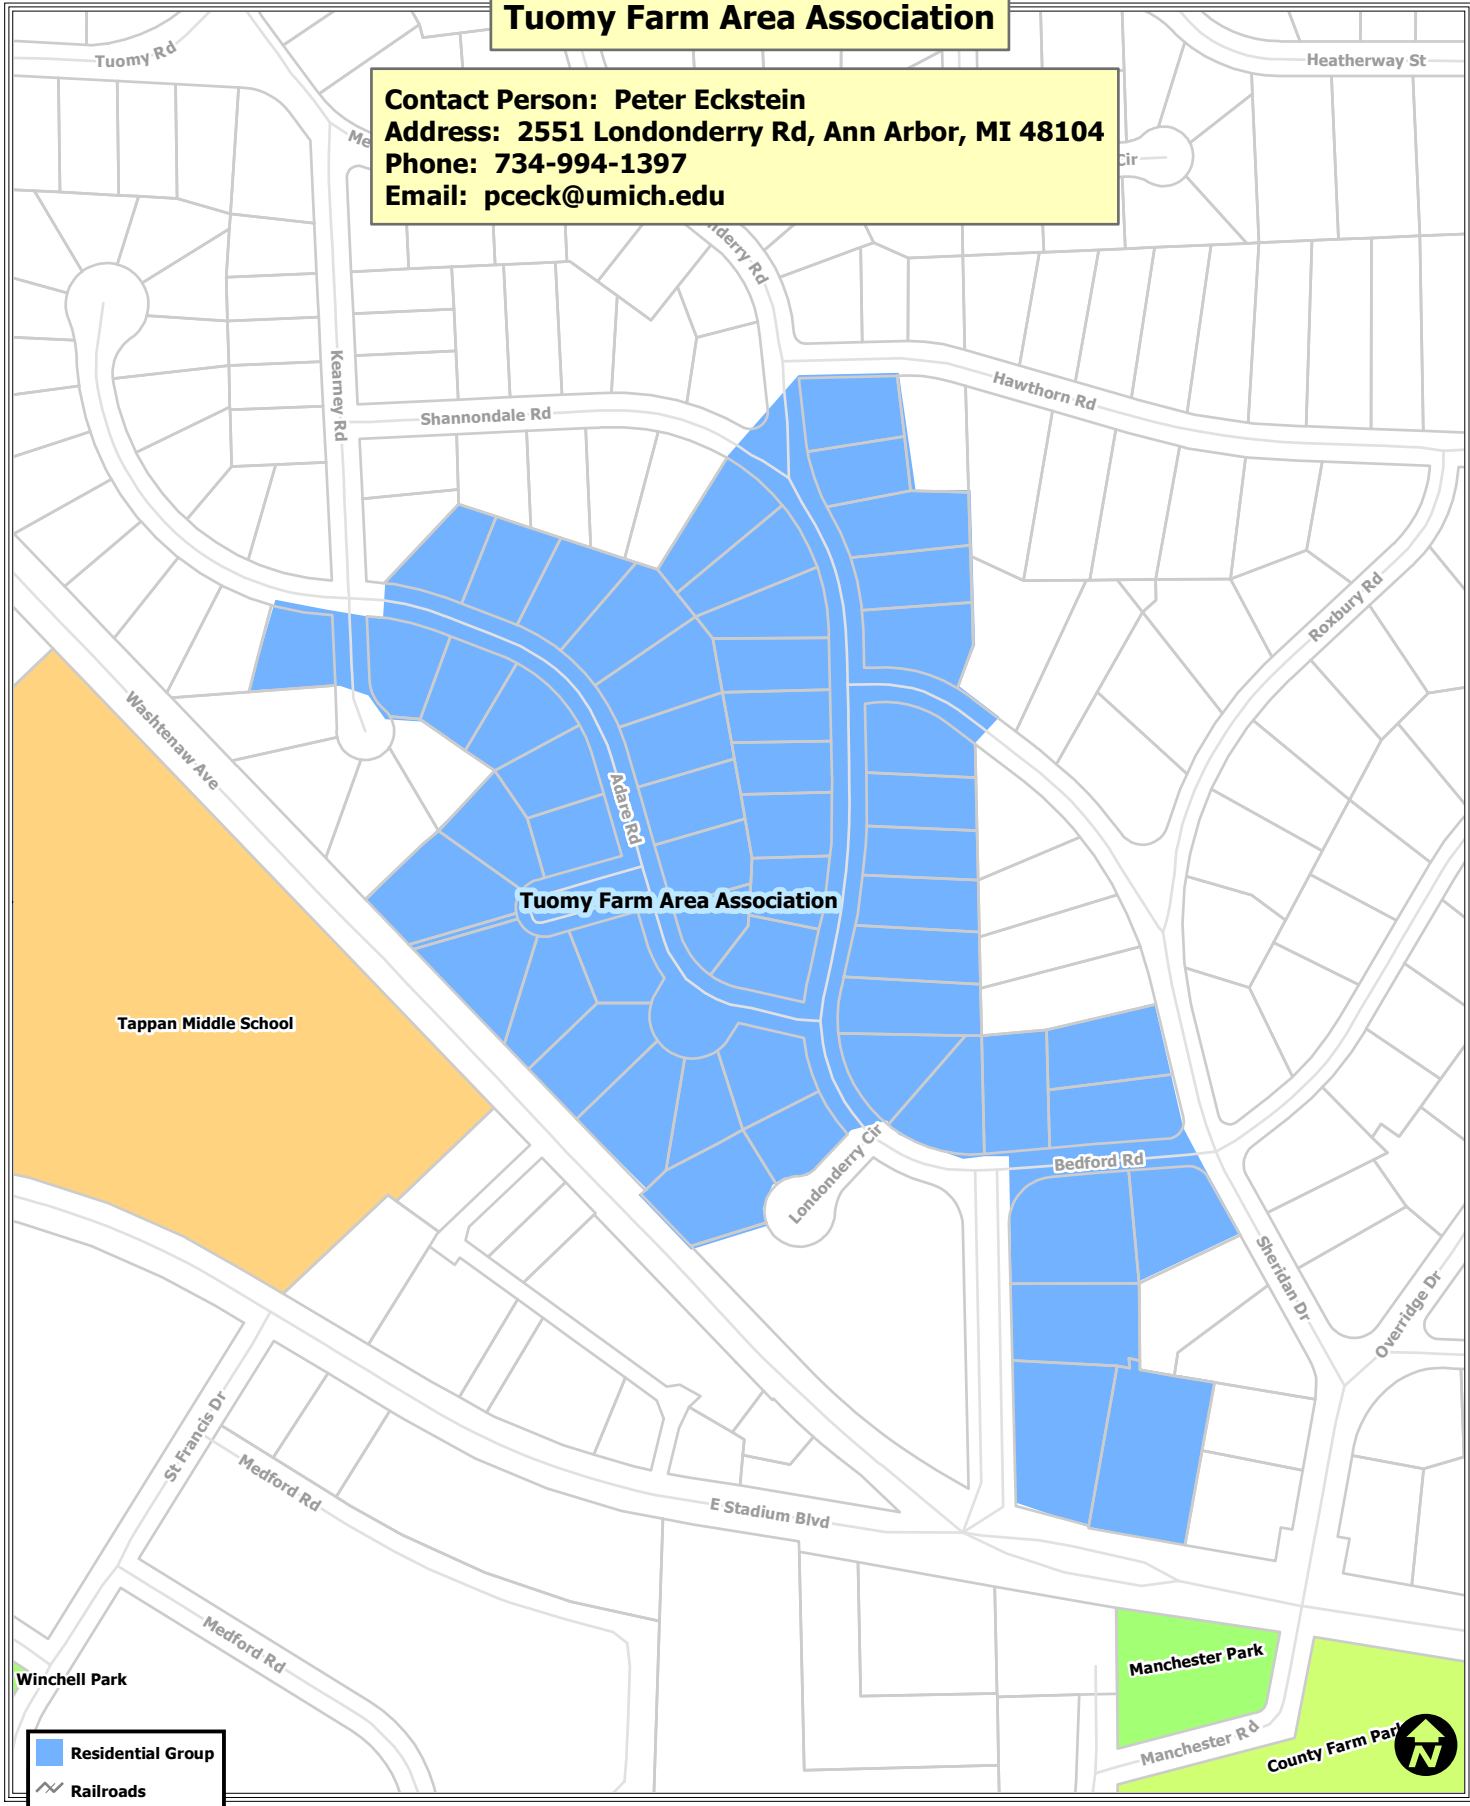 Tuomy Farm Area Association
Contact Person: Peter Eckstein
Address: 2551 Londonderry Rd, Ann Arbor, MI 48104
Phone: 734-994-1397
Email: pceck@umich.edu
Tuomy Rd
Heatherway St
Me
Cir
nderry Rd
Kearney Rd
Shannondale Rd
Hawthorn Rd
Roxbury Rd
Washtenaw Ave
Adare Rd
Tuomy Farm Area Association
Tappan Middle School
Londonderry Cir
Bedford Rd
Sheridan Dr
Overridge Dr
St Francis Dr
Medford Rd
E Stadium Blvd
Medford Rd
Manchester Park
Winchell Park
Manchester Rd
County Farm Park
N
Residential Group
Railroads